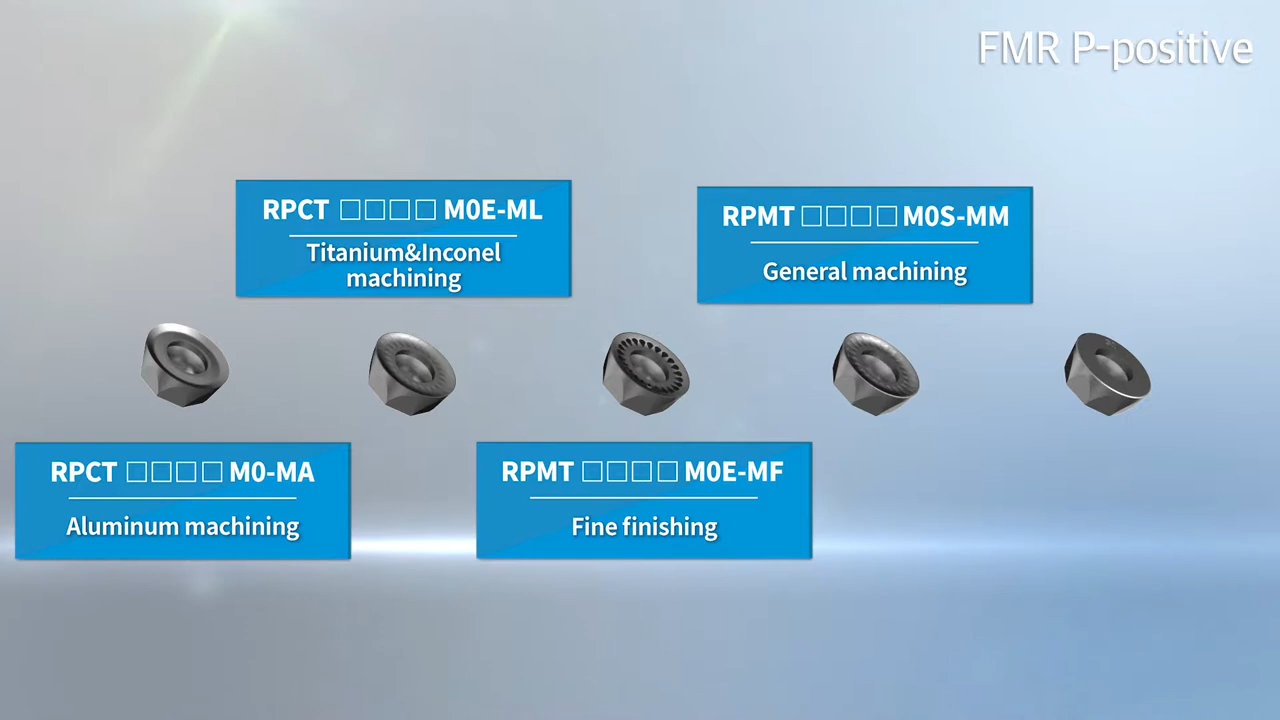 FMR P-positive
RPCT □□□□ M0E-ML
Titanium&Inconel
machining
RPMT □□□□ M0S-MM
General machining
RPCT □□□□ M0-MA
Aluminum machining
RPMT □□□□ M0E-MF
Fine finishing